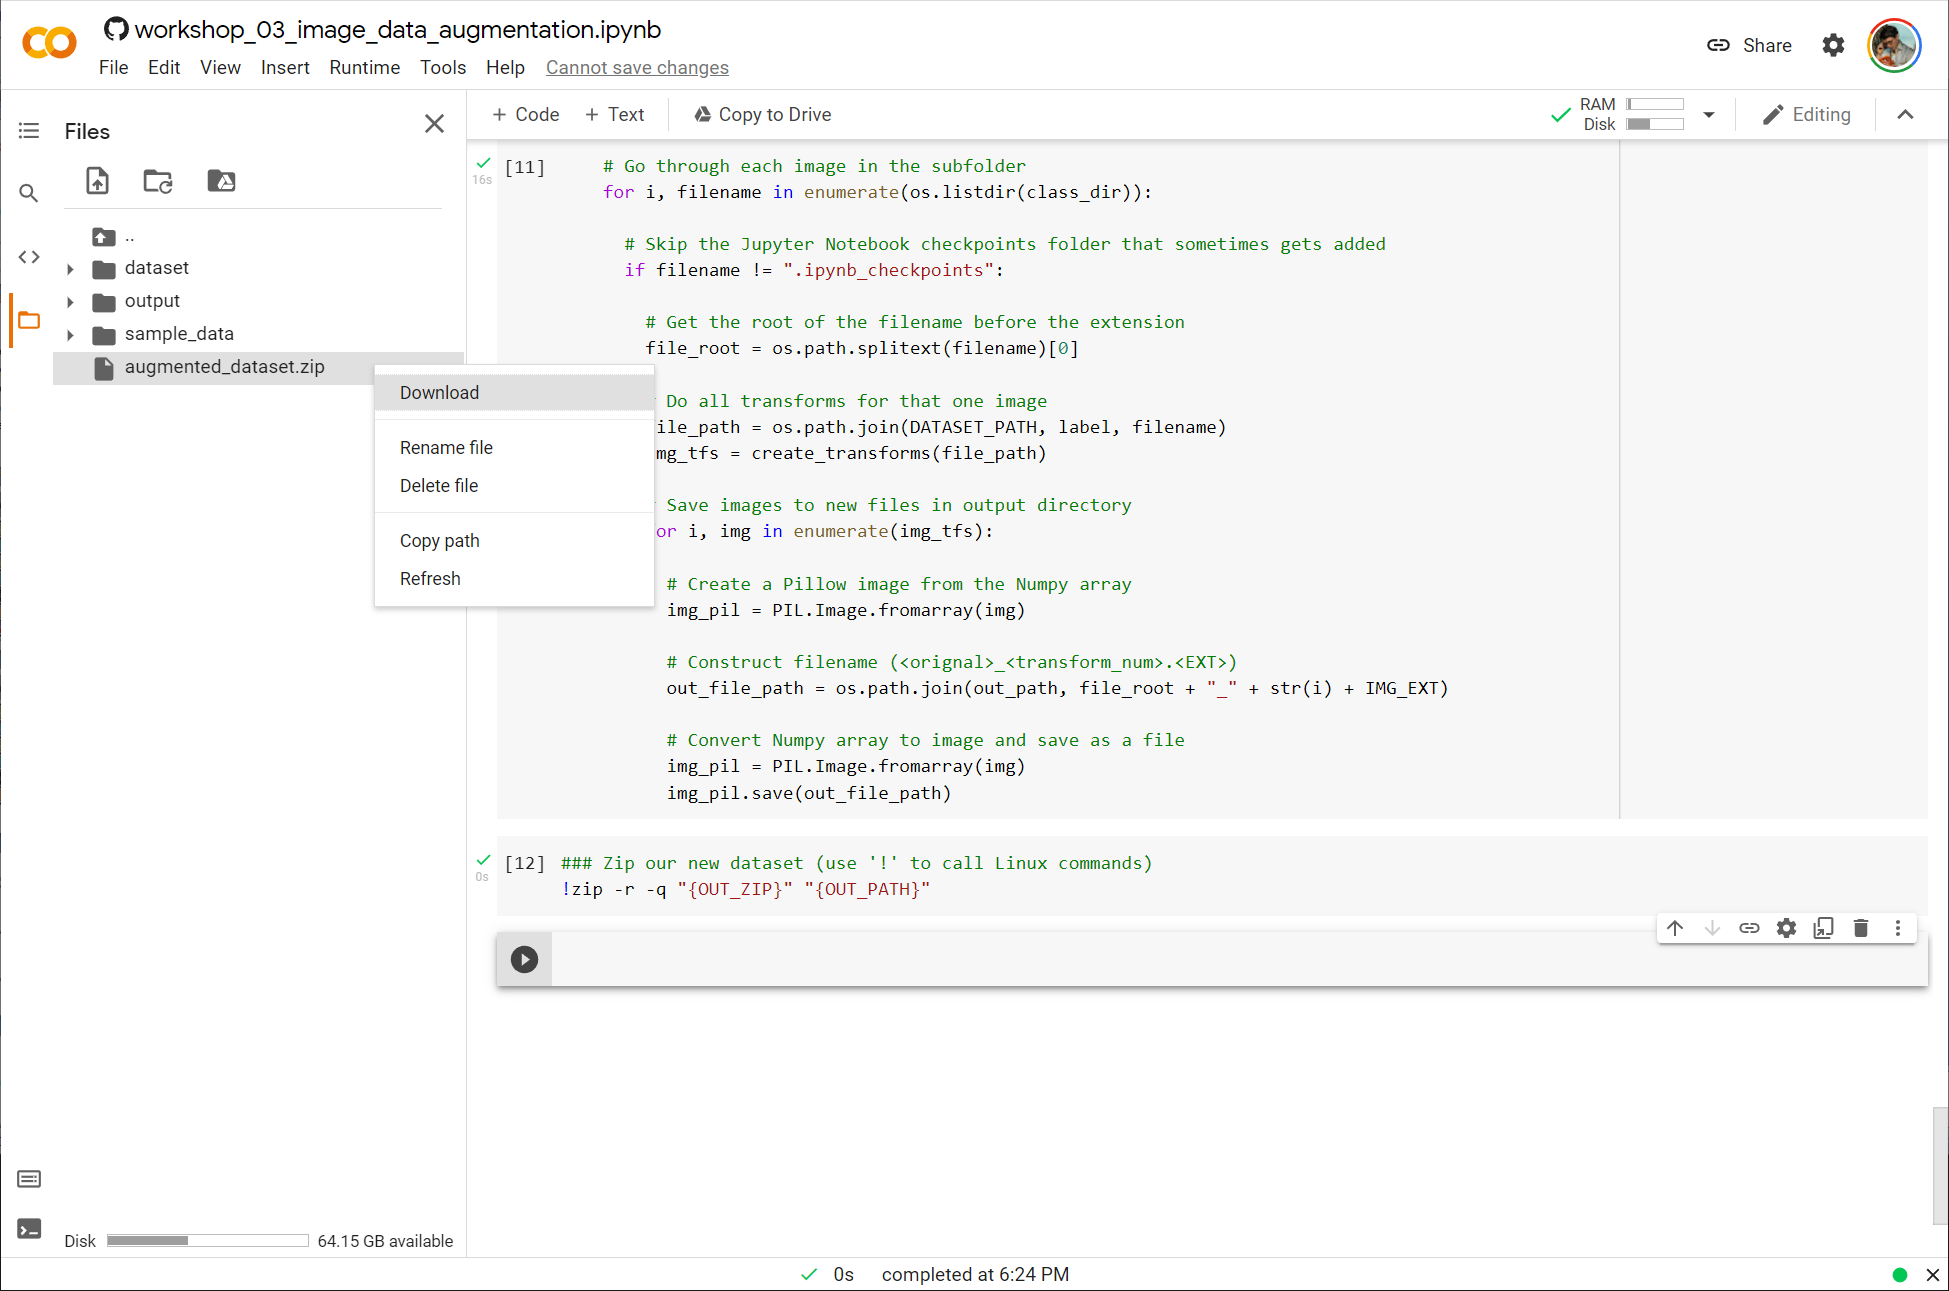 workshop_03_image_data_augmentation.ipynb
File Edit View Insert Runtime Tools Help Cannot save changes
Share
Files
+ Code + Text Copy to Drive
RAM
Disk
Editing
..
dataset
output
sample_data
augmented_dataset.zip
Download
Rename file
Delete file
Copy path
Refresh
Disk 64.15 GB available
16s
[11] # Go through each image in the subfolder
for i, filename in enumerate(os.listdir(class_dir)):
# Skip the Jupyter Notebook checkpoints folder that sometimes gets added
if filename != ".ipynb_checkpoints":
# Get the root of the filename before the extension
file_root = os.path.splitext(filename)[0]
Do all transforms for that one image
ile_path = os.path.join(DATASET_PATH, label, filename)
mg_tfs = create_transforms(file_path)
Save images to new files in output directory
or i, img in enumerate(img_tfs):
# Create a Pillow image from the Numpy array
img_pil = PIL.Image.fromarray(img)
# Construct filename (<orignal>_<transform_num>.<EXT>)
out_file_path = os.path.join(out_path, file_root + "_" + str(i) + IMG_EXT)
# Convert Numpy array to image and save as a file
img_pil = PIL.Image.fromarray(img)
img_pil.save(out_file_path)
0s
[12] ### Zip our new dataset (use '!' to call Linux commands)
!zip -r -q "{OUT_ZIP}" "{OUT_PATH}"
0s completed at 6:24 PM